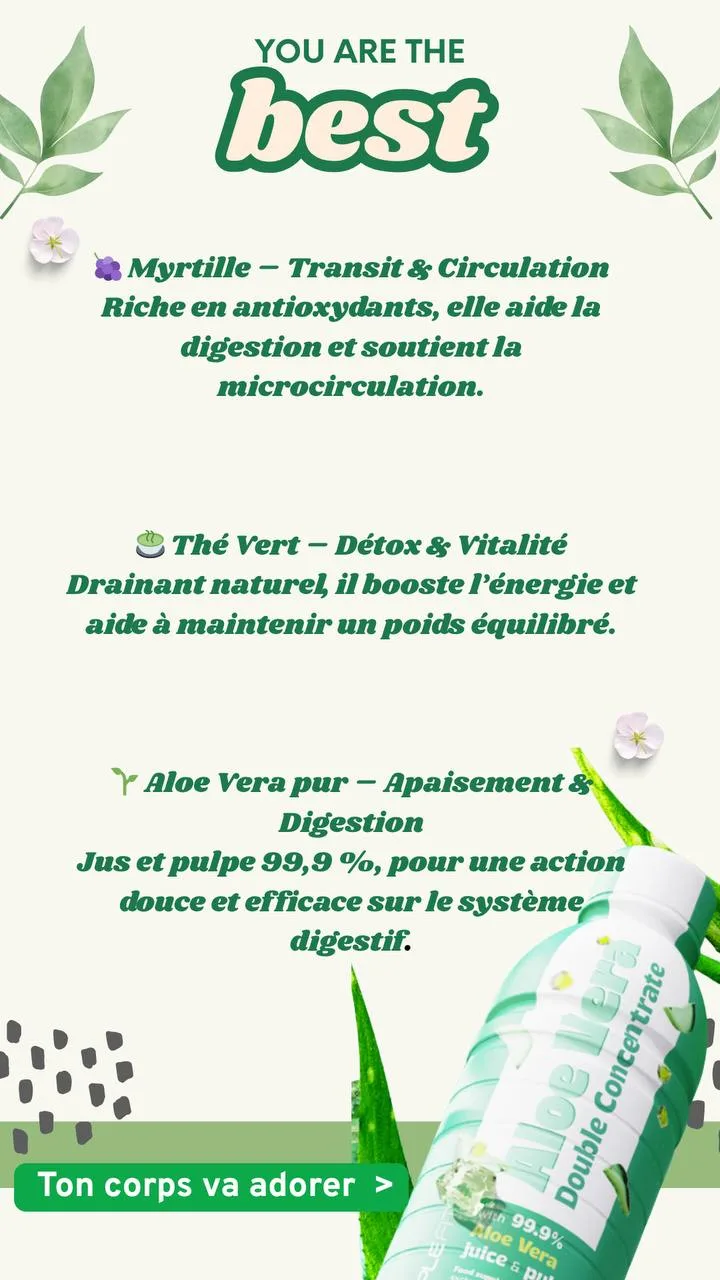 YOU ARE THE
best
🍇 Myrtille – Transit & Circulation
Riche en antioxydants, elle aide la
digestion et soutient la
microcirculation.
🍵 Thé Vert – Détox & Vitalité
Drainant naturel, il booste l’énergie et
aide à maintenir un poids équilibré.
🌱 Aloe Vera pur – Apaisement &
Digestion
Jus et pulpe 99,9 %, pour une action
douce et efficace sur le système
digestif.
Aloe Vera
Double Concentrate
with 99.9%
Aloe Vera
juice &
Ton corps va adorer >